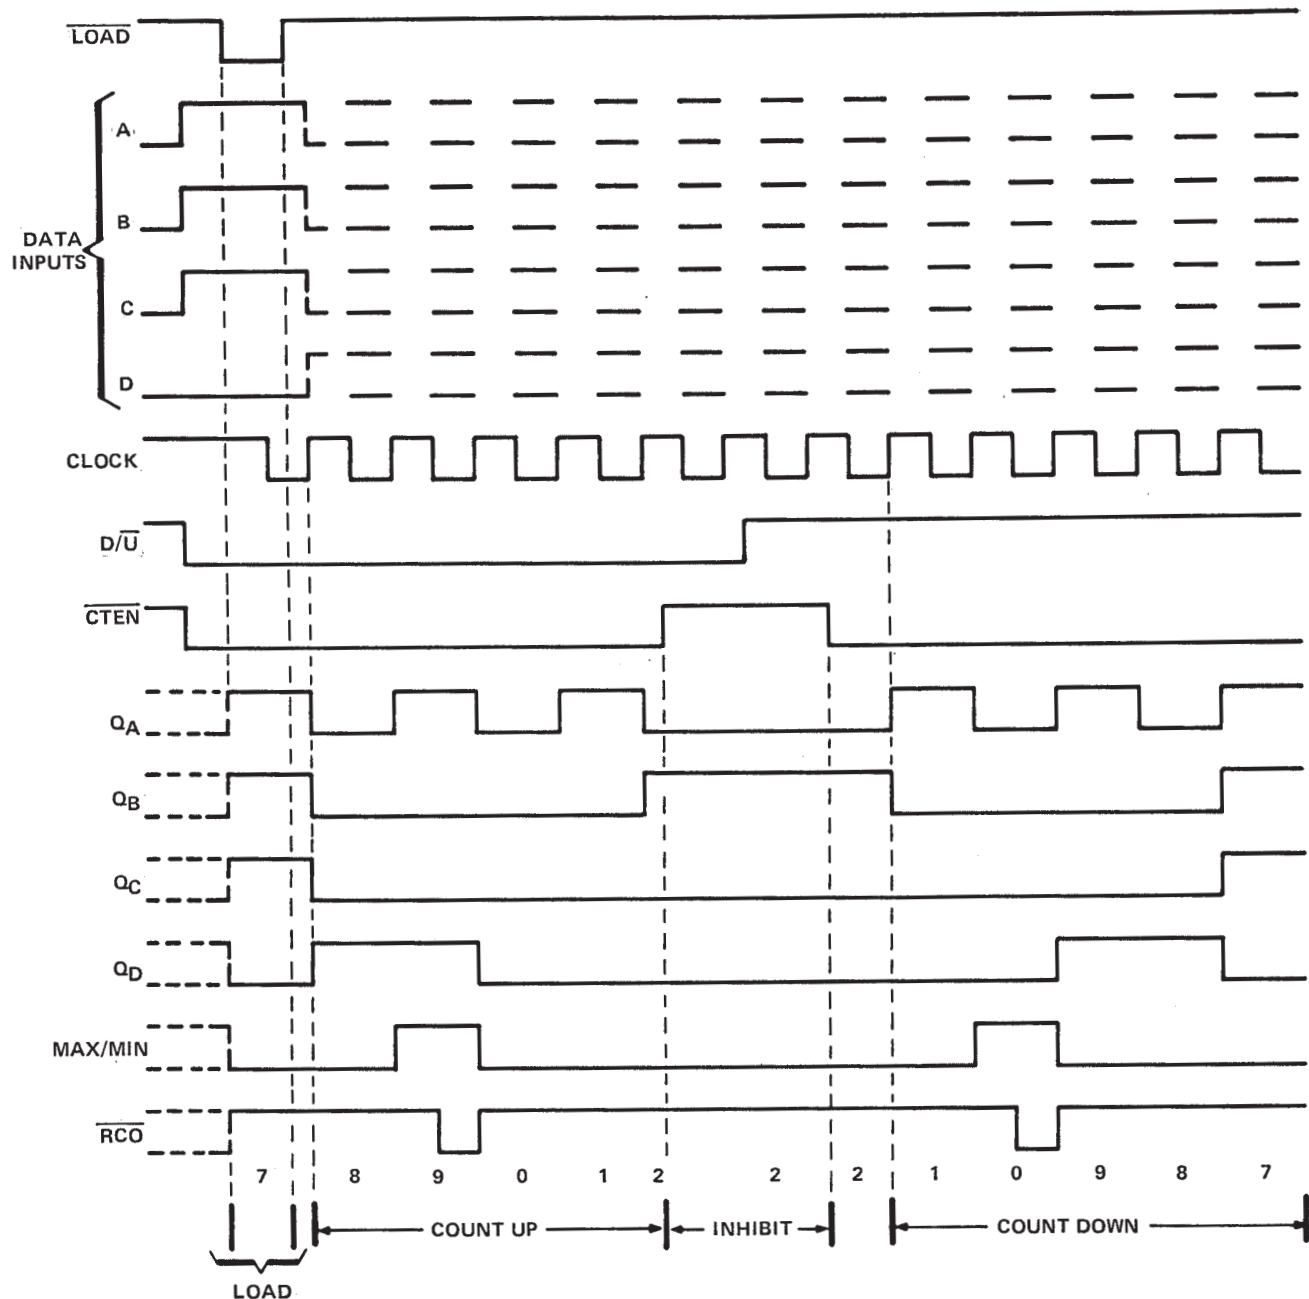 LOAD
A
B
DATA
INPUTS
C
D
CLOCK
D/U
CTEN
QA
QB
QC
QD
MAX/MIN
RCO
7 8 9 0 1 2 2 2 1 0 9 8 7
COUNT UP INHIBIT COUNT DOWN
LOAD